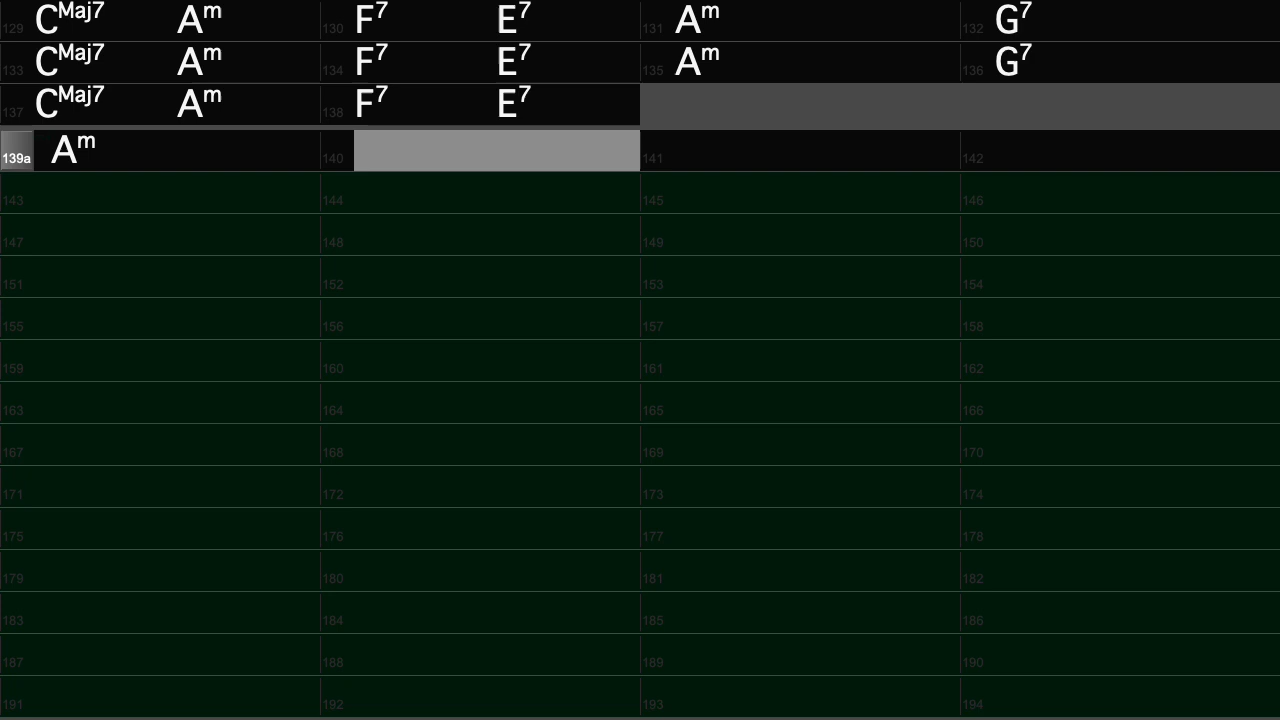 129 CMaj7 Am 130 F7 E7 131 Am 132 G7
133 CMaj7 Am 134 F7 E7 135 Am 136 G7
137 CMaj7 Am 138 F7 E7
139a Am 140 141 142
143 144 145 146
147 148 149 150
151 152 153 154
155 156 157 158
159 160 161 162
163 164 165 166
167 168 169 170
171 172 173 174
175 176 177 178
179 180 181 182
183 184 185 186
187 188 189 190
191 192 193 194